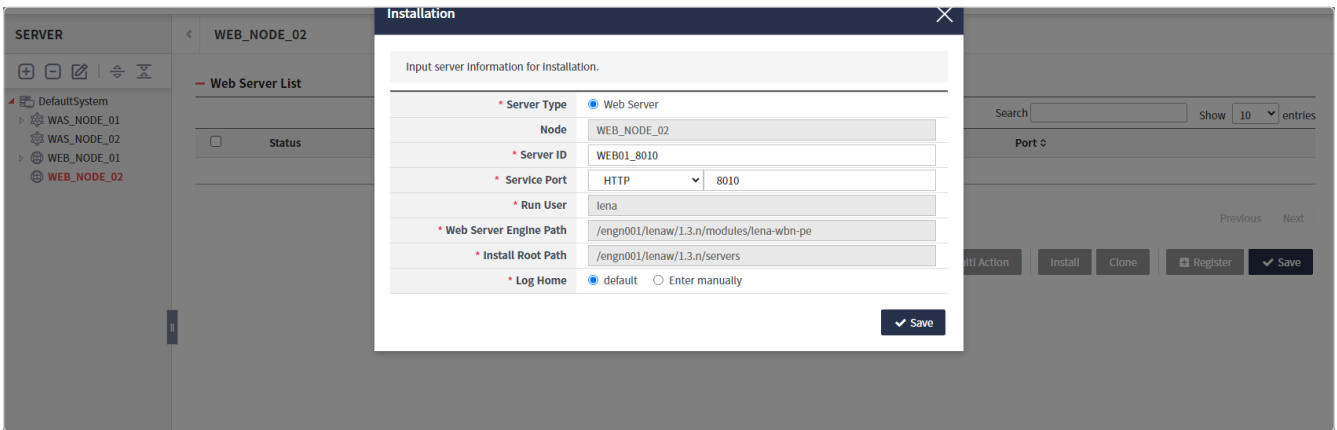 SERVER
WEB_NODE_02
Installation
Input server information for installation.
DefaultSystem
WAS_NODE_01
WAS_NODE_02
WEB_NODE_01
WEB_NODE_02
Web Server List
Search
Show 10 entries
Status
Port
* Server Type Web Server
Node WEB_NODE_02
* Server ID WEB01_8010
* Service Port HTTP 8010
* Run User lena
* Web Server Engine Path /engn001/lenaw/1.3.n/modules/lena-wbn-pe
* Install Root Path /engn001/lenaw/1.3.n/servers
* Log Home default Enter manually
Save
Previous Next
Action Install Clone Register Save